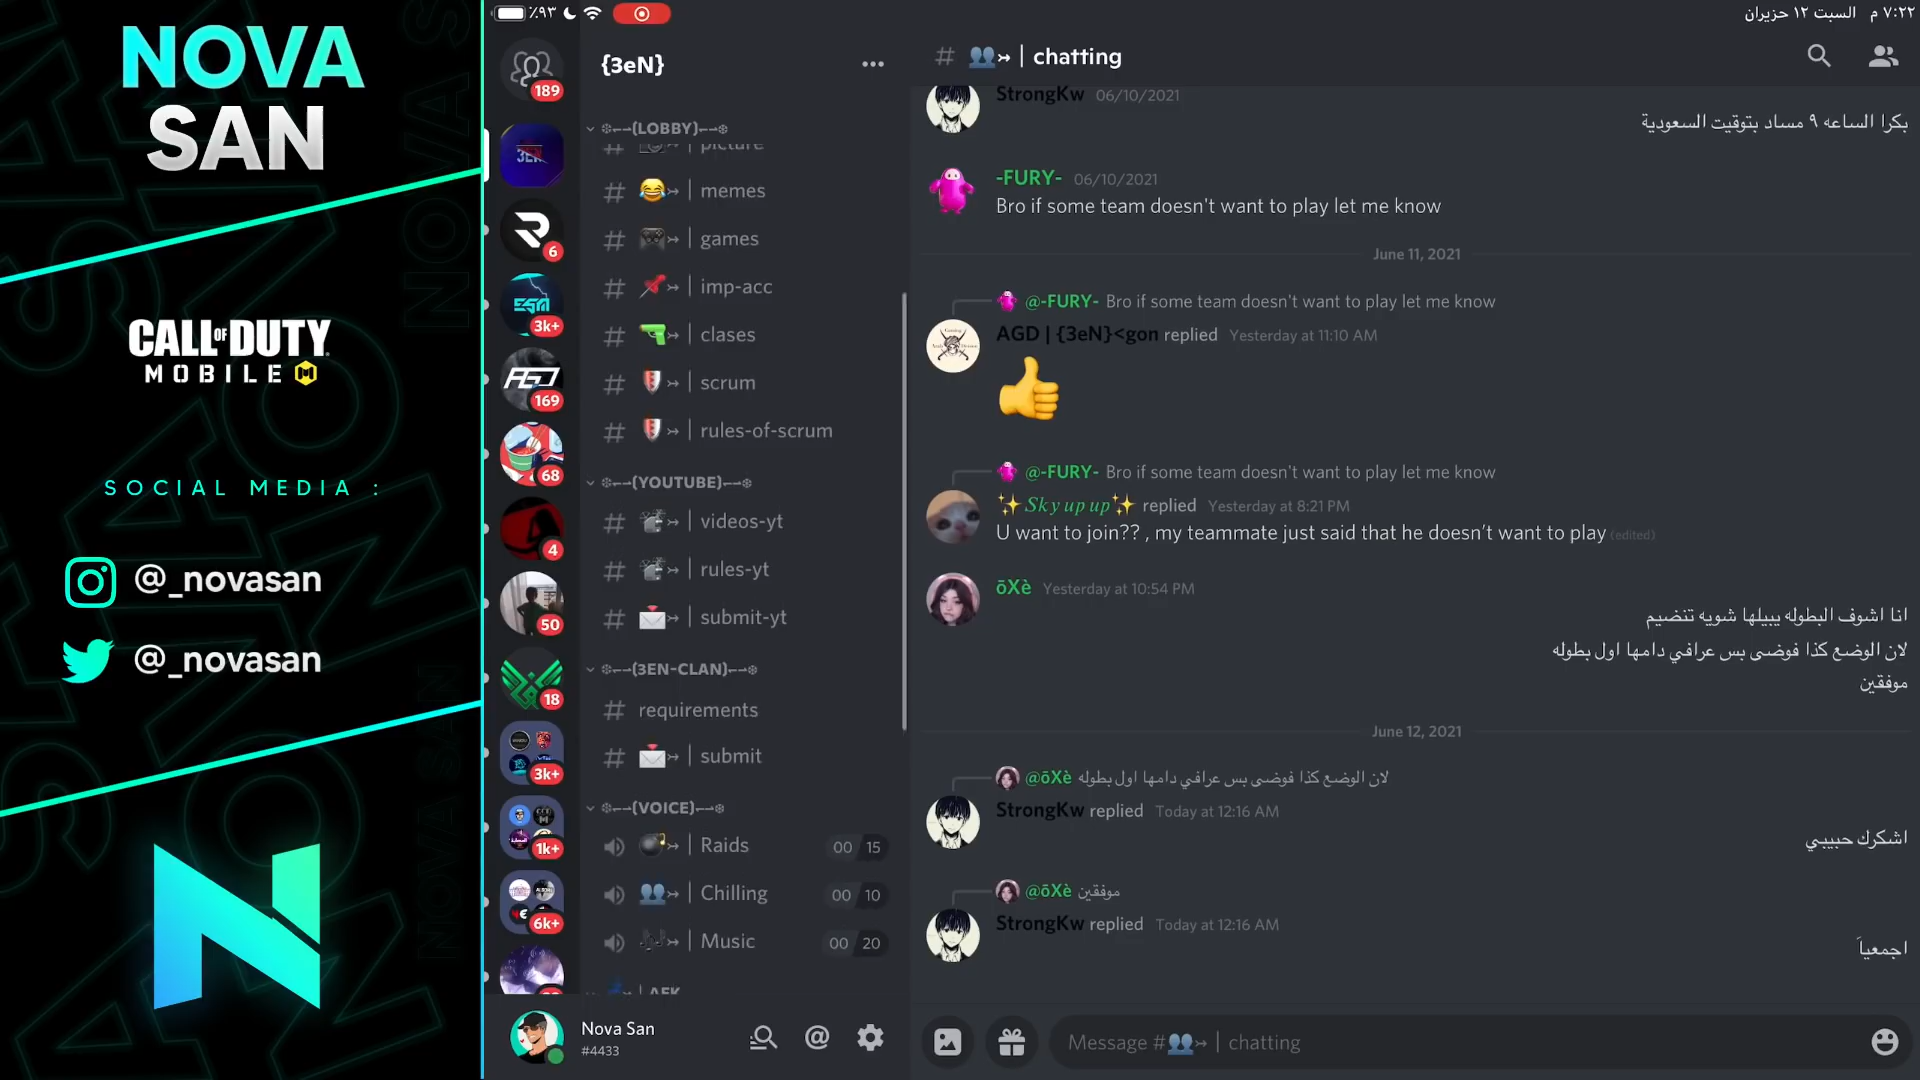 NOVA
SAN
CALL OF DUTY
MOBILE
SOCIAL MEDIA :
@_novasan
@_novasan
٪٩٣
٧:٢٢ م السبت ١٢ حزيران
189
3EN
6
3k+
169
68
4
50
18
3k+
1k+
6k+
{3eN}
(LOBBY)
# | picture
# 😂 | memes
# 🎮 | games
# 📌 | imp-acc
# 🔫 | clases
# | scrum
# | rules-of-scrum
(YOUTUBE)
# | videos-yt
# | rules-yt
# 📩 | submit-yt
(3EN-CLAN)
# requirements
# 📩 | submit
(VOICE)
💣 | Raids 00 15
👥 | Chilling 00 10
🎶 | Music 00 20
| AFK
Nova San
#4433
# 👥 | chatting
StrongKw 06/10/2021
بكرا الساعه ٩ مساد بتوقيت السعودية
-FURY- 06/10/2021
Bro if some team doesn't want to play let me know
June 11, 2021
@-FURY- Bro if some team doesn't want to play let me know
AGD | {3eN}<gon replied Yesterday at 11:10 AM
👍
@-FURY- Bro if some team doesn't want to play let me know
✨Sky up up✨ replied Yesterday at 8:21 PM
U want to join?? , my teammate just said that he doesn’t want to play (edited)
ōXè Yesterday at 10:54 PM
انا اشوف البطوله يبيلها شويه تنضيم
لان الوضع كذا فوضى بس عرافي دامها اول بطوله
موفقين
June 12, 2021
@ōXè لان الوضع كذا فوضى بس عرافي دامها اول بطوله
StrongKw replied Today at 12:16 AM
اشكرك حبيبي
@ōXè موفقين
StrongKw replied Today at 12:16 AM
اجمعياَ
Message #👥 | chatting